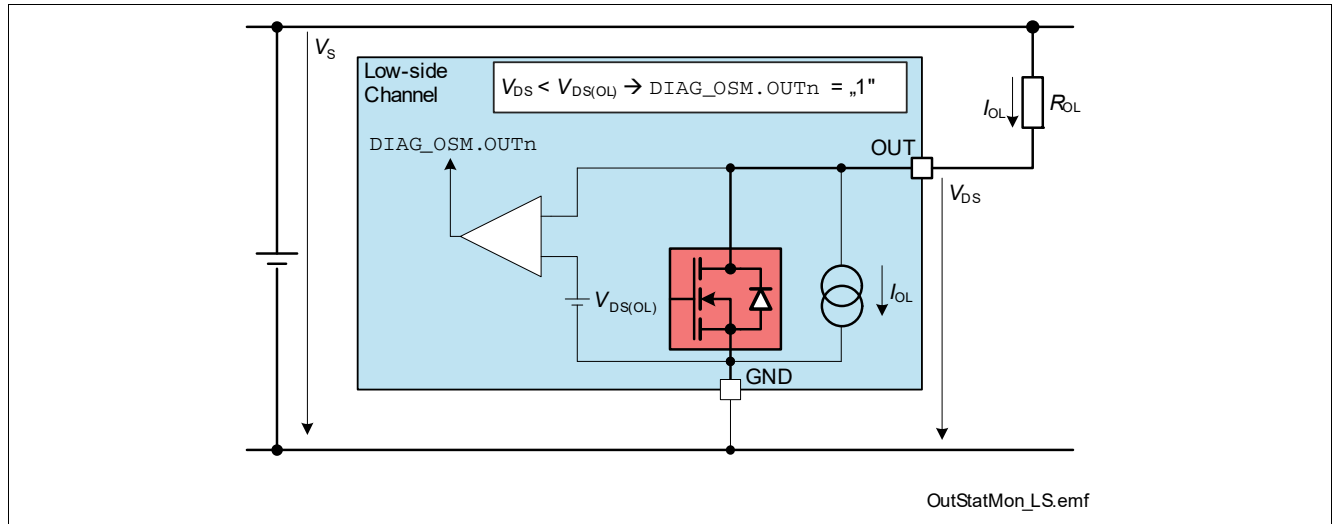 VS
Low-side
Channel
VDS < VDS(OL) → DIAG_OSM.OUTn = „1"
IOL
ROL
DIAG_OSM.OUTn
OUT
VDS
VDS(OL)
IOL
GND
OutStatMon_LS.emf